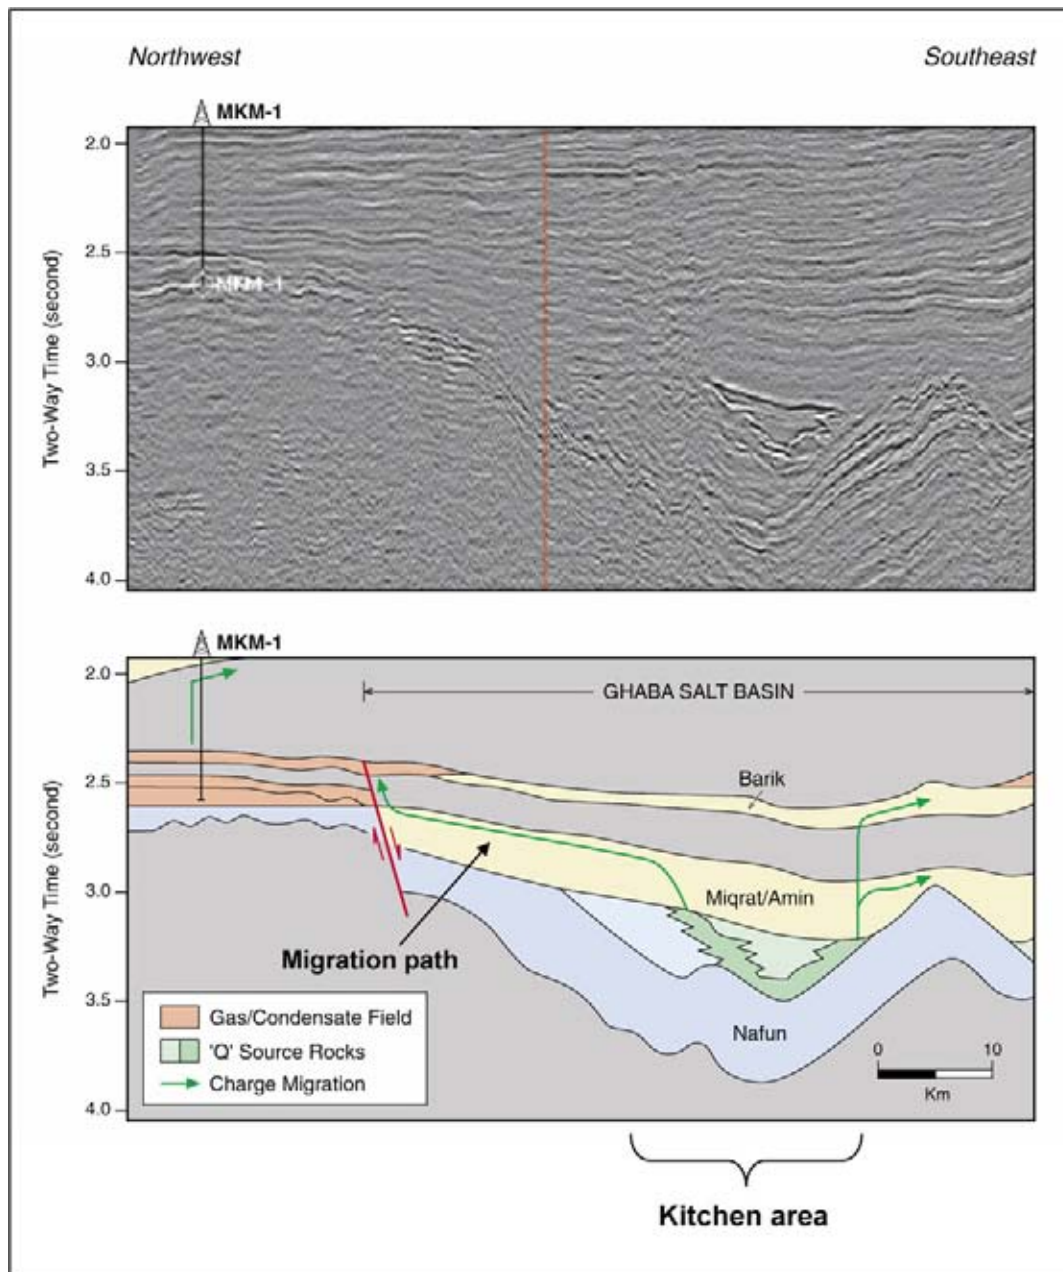 Northwest
Southeast
MKM-1
2.0
2.5
MKM-1
3.0
3.5
4.0
Two-Way Time (second)
MKM-1
2.0
GHABA SALT BASIN
2.5
Barik
3.0
Miqrat/Amin
Migration path
3.5
Nafun
4.0
Two-Way Time (second)
Gas/Condensate Field
'Q' Source Rocks
Charge Migration
0 10
Km
Kitchen area